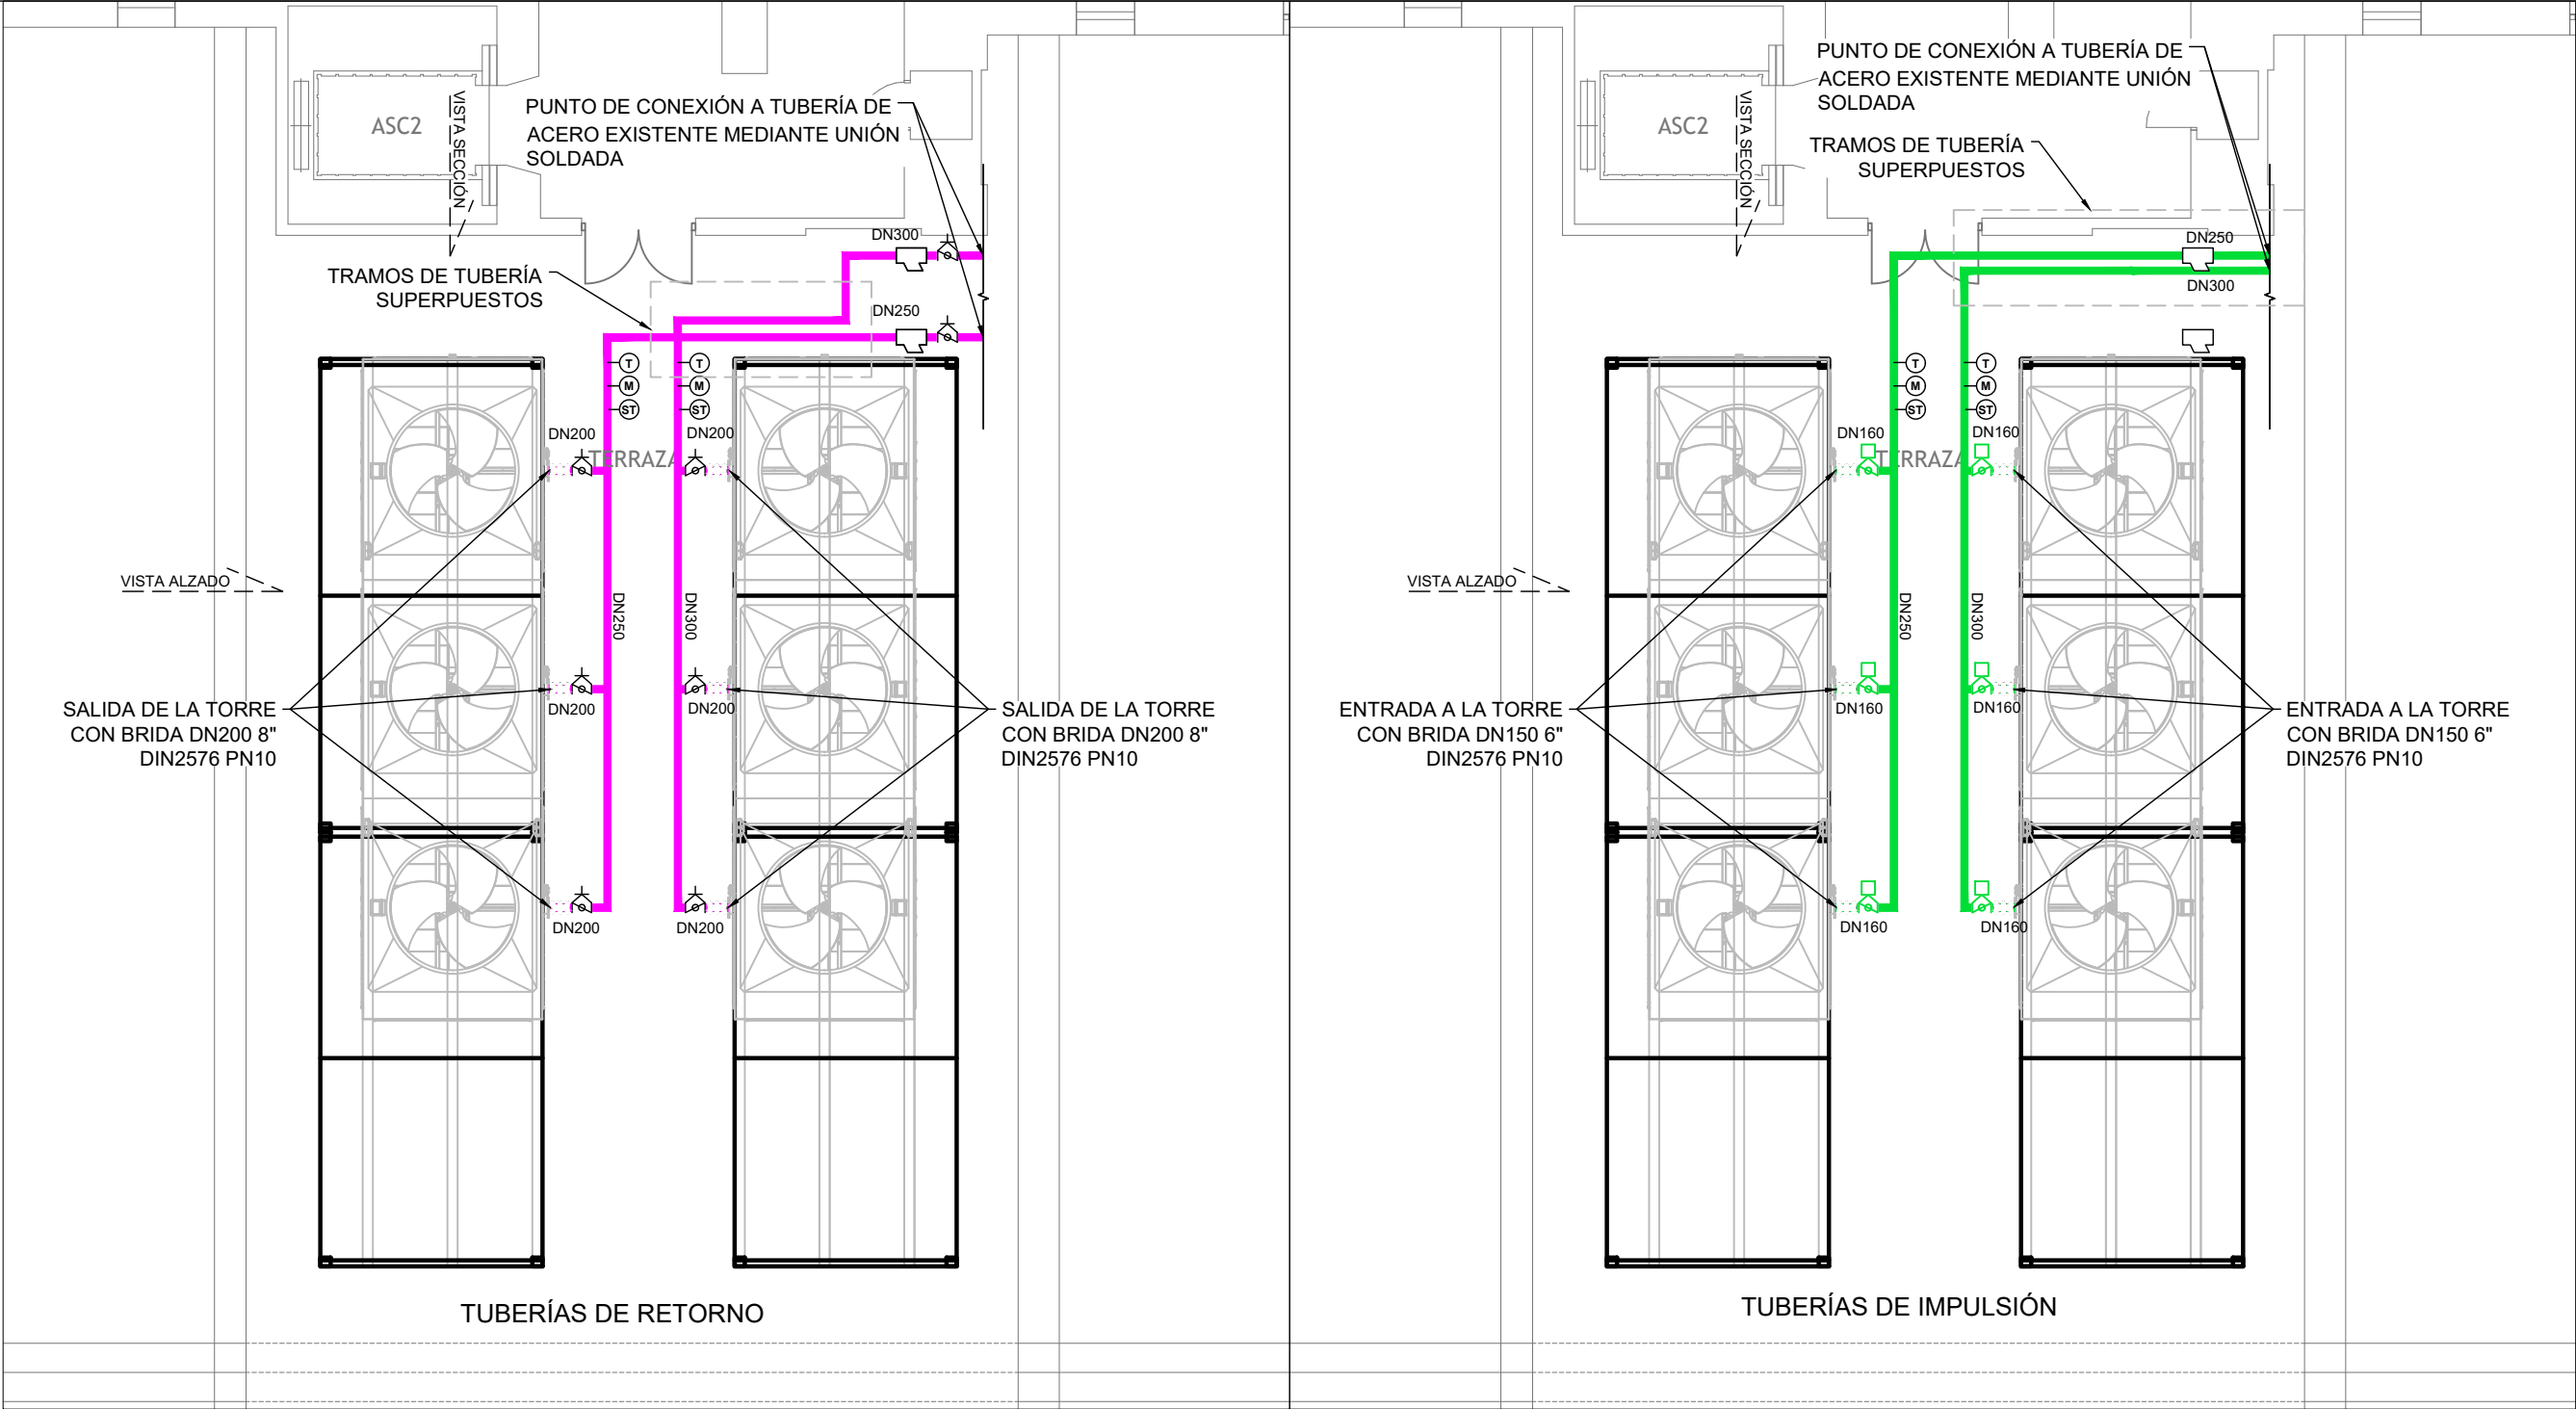 ASC2
VISTA SECCIÓN
PUNTO DE CONEXIÓN A TUBERÍA DE
ACERO EXISTENTE MEDIANTE UNIÓN
SOLDADA
DN300
TRAMOS DE TUBERÍA
SUPERPUESTOS
DN250
T
M
ST
T
M
ST
DN200
DN200
TERRAZA
VISTA ALZADO
DN250
DN300
DN200
DN200
SALIDA DE LA TORRE
CON BRIDA DN200 8"
DIN2576 PN10
SALIDA DE LA TORRE
CON BRIDA DN200 8"
DIN2576 PN10
DN200
DN200
TUBERÍAS DE RETORNO
PUNTO DE CONEXIÓN A TUBERÍA DE
ACERO EXISTENTE MEDIANTE UNIÓN
SOLDADA
ASC2
VISTA SECCIÓN
TRAMOS DE TUBERÍA
SUPERPUESTOS
DN250
DN300
T
M
ST
T
M
ST
DN160
DN160
TERRAZA
VISTA ALZADO
DN250
DN300
DN160
DN160
ENTRADA A LA TORRE
CON BRIDA DN150 6"
DIN2576 PN10
ENTRADA A LA TORRE
CON BRIDA DN150 6"
DIN2576 PN10
DN160
DN160
TUBERÍAS DE IMPULSIÓN